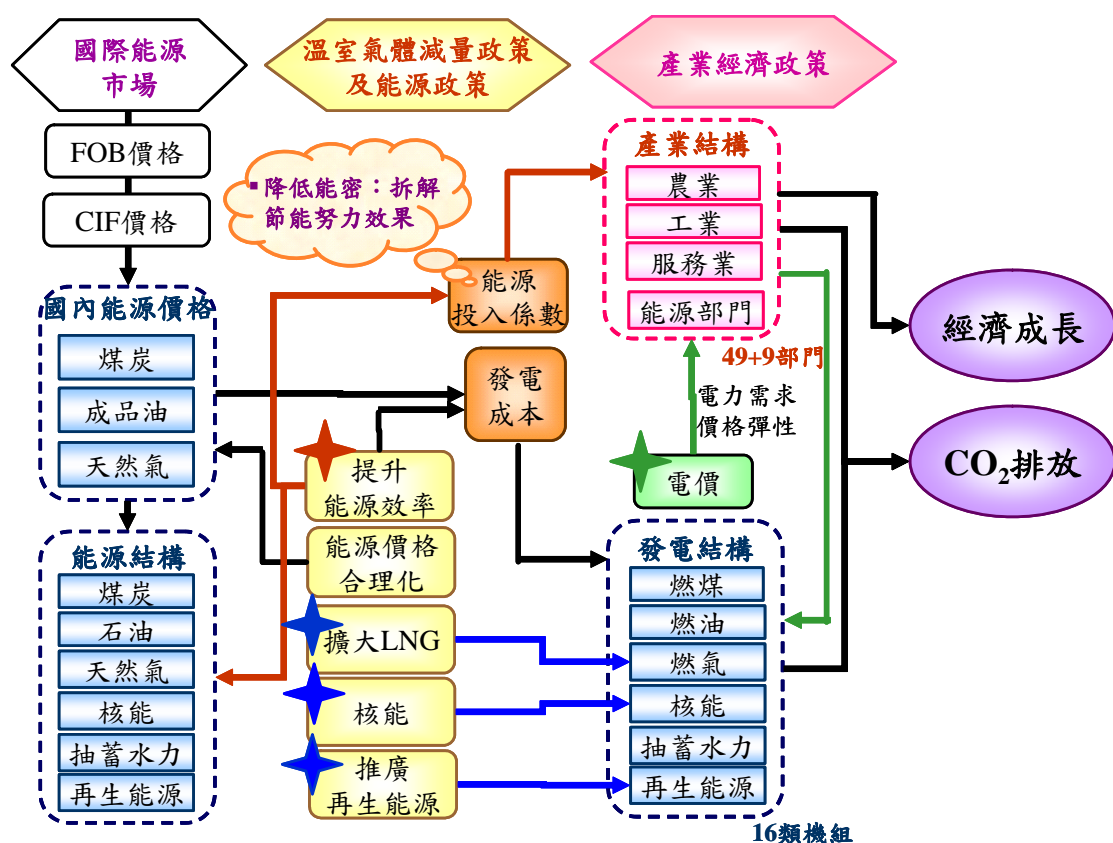 國際能源
市場
溫室氣體減量政策
及能源政策
產業經濟政策
FOB價格
CIF價格
▪降低能密：拆解
節能努力效果
產業結構
農業
工業
服務業
能源部門
49+9部門
能源
投入係數
國內能源價格
煤炭
成品油
天然氣
發電
成本
電力需求
價格彈性
經濟成長
CO₂排放
提升
能源效率
電價
能源價格
合理化
擴大LNG
核能
推廣
再生能源
能源結構
煤炭
石油
天然氣
核能
抽蓄水力
再生能源
發電結構
燃煤
燃油
燃氣
核能
抽蓄水力
再生能源
16類機組